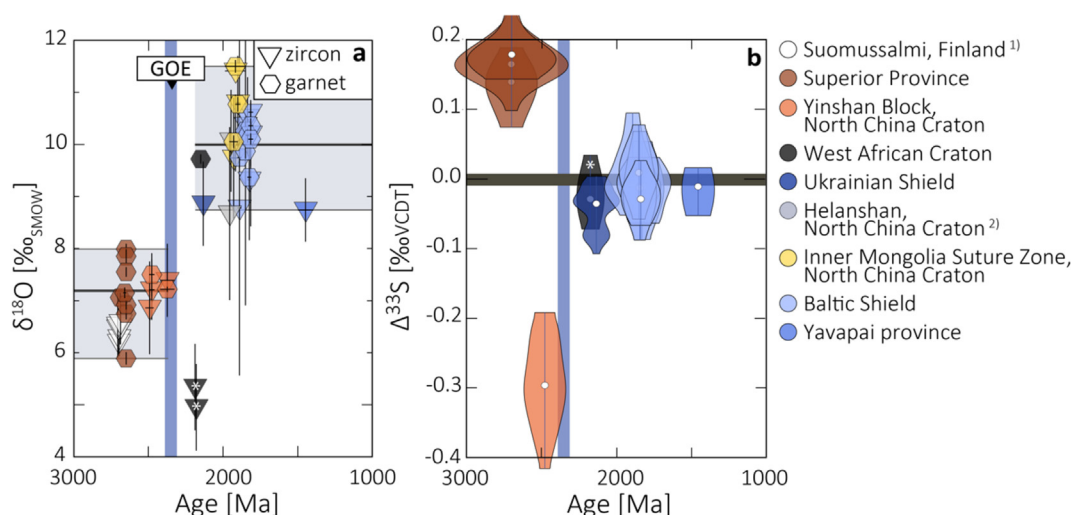 12
10
8
6
4
δ18O [‰SMOW]
3000
2000
1000
Age [Ma]
GOE
a
zircon
garnet
0.2
0.1
0.0
-0.1
-0.2
-0.3
-0.4
Δ33S [‰VCDT]
3000
2000
1000
Age [Ma]
b
*
*
*
Suomussalmi, Finland 1)
Superior Province
Yinshan Block,
North China Craton
West African Craton
Ukrainian Shield
Helanshan,
North China Craton 2)
Inner Mongolia Suture Zone,
North China Craton
Baltic Shield
Yavapai province